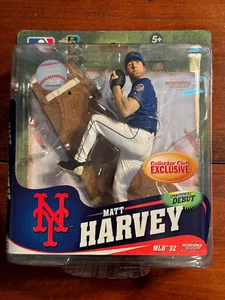 5+
Collector Club
EXCLUSIVE
DEBUT
NY
MATT
HARVEY
MLB 32